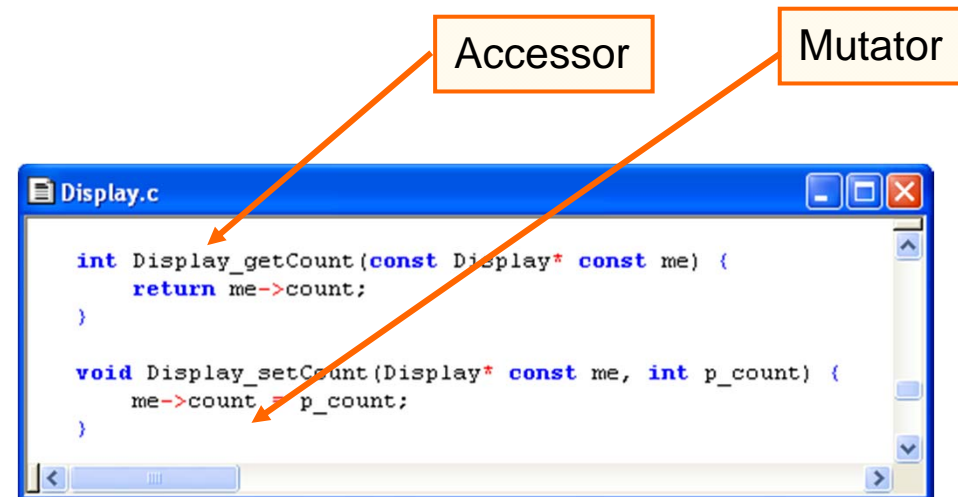 Accessor
Mutator
Display.c
int Display_getCount(const Display* const me) {
    return me->count;
}
void Display_setCount(Display* const me, int p_count) {
    me->count = p_count;
}